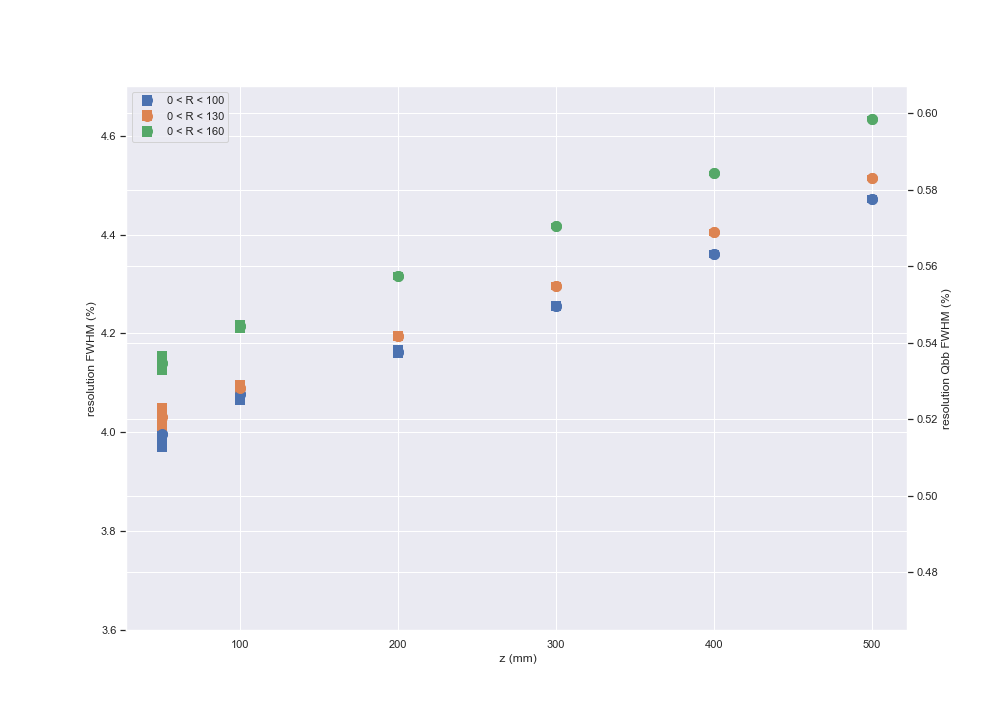 0 < R < 100
0 < R < 130
0 < R < 160
4.6
4.4
4.2
4.0
3.8
3.6
resolution FWHM (%)
0.60
0.58
0.56
0.54
0.52
0.50
0.48
resolution Qbb FWHM (%)
100 200 300 400 500
z (mm)